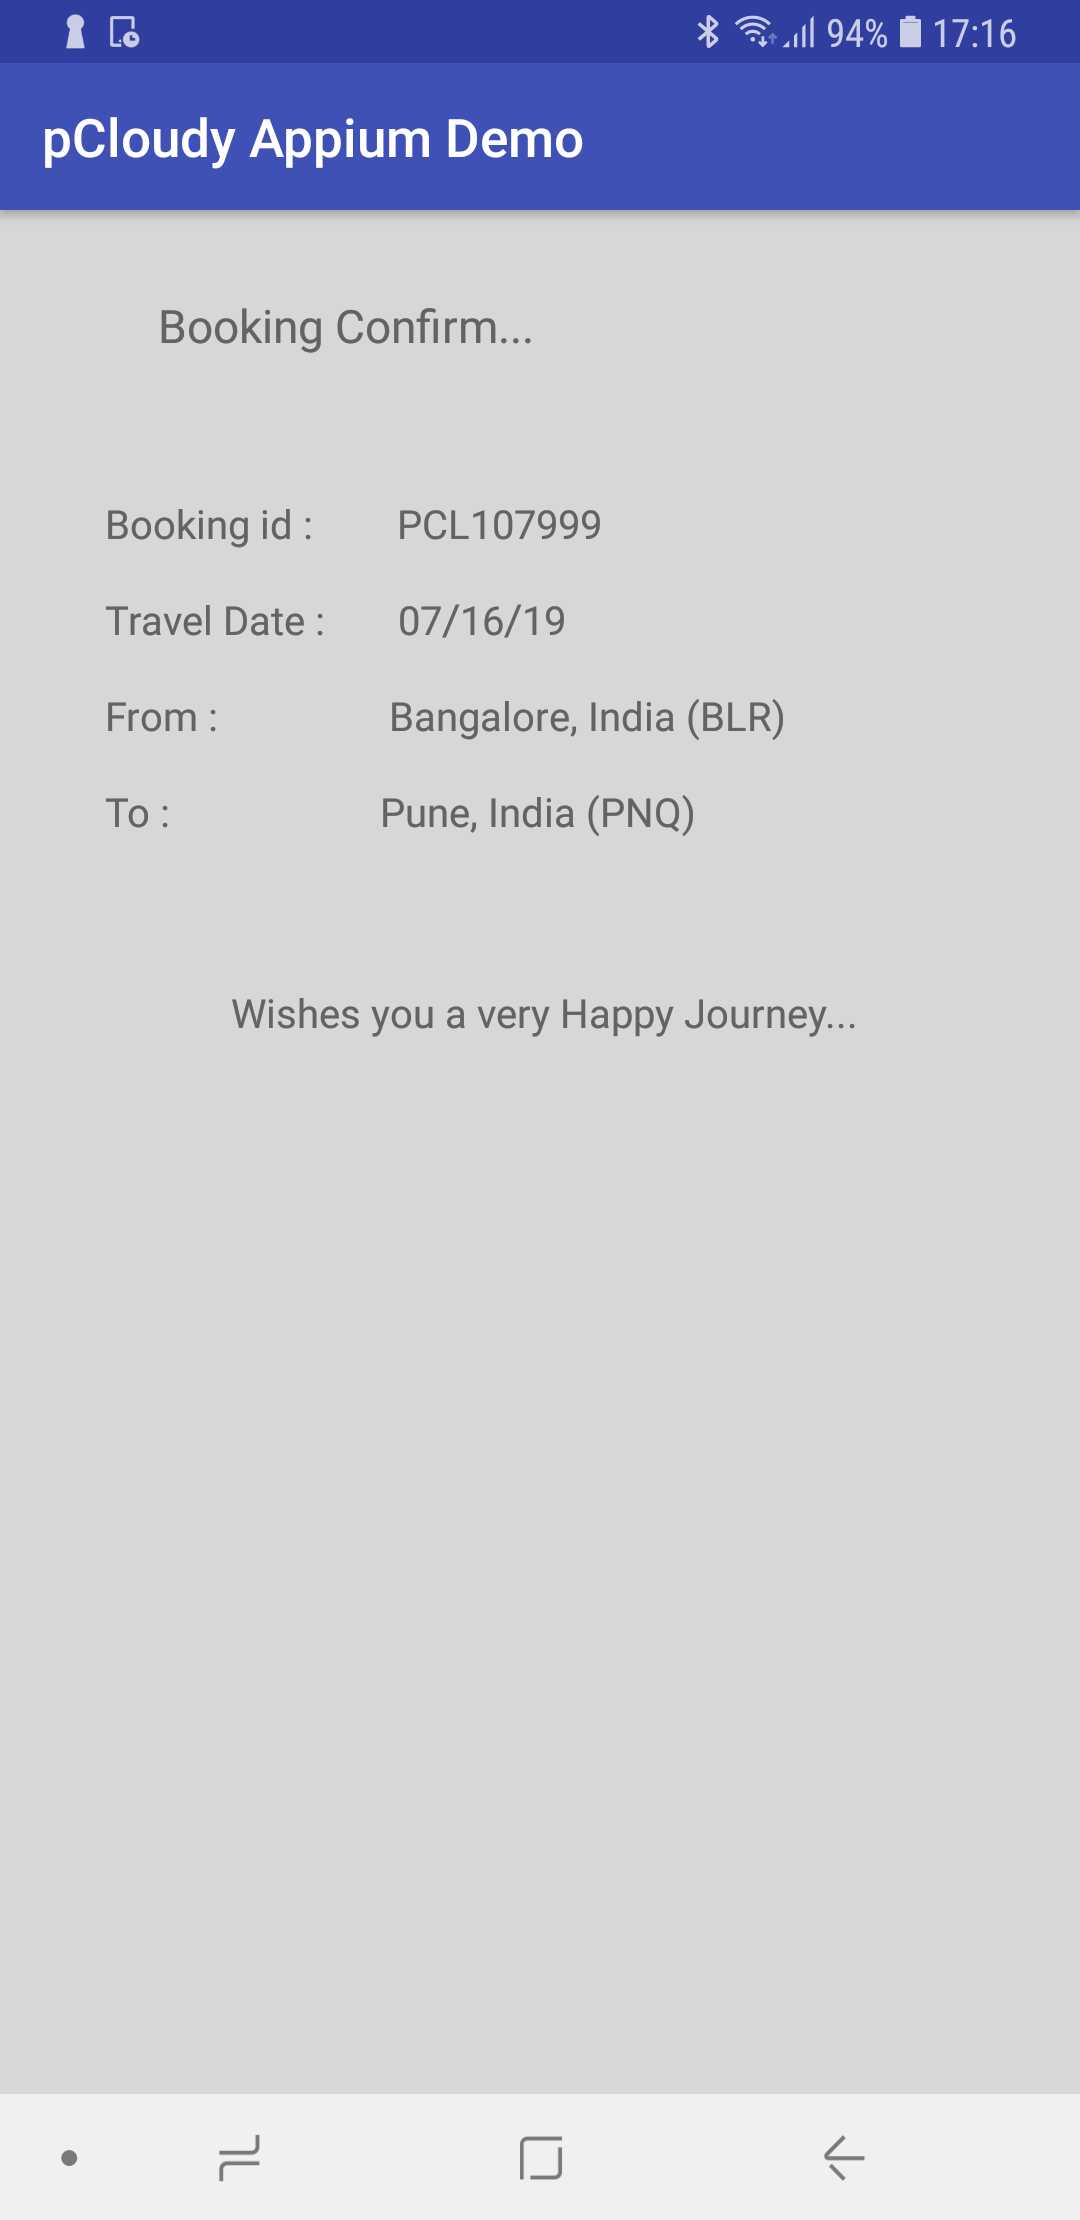 94% 17:16
pCloudy Appium Demo
Booking Confirm...
Booking id : PCL107999
Travel Date : 07/16/19
From : Bangalore, India (BLR)
To : Pune, India (PNQ)
Wishes you a very Happy Journey...